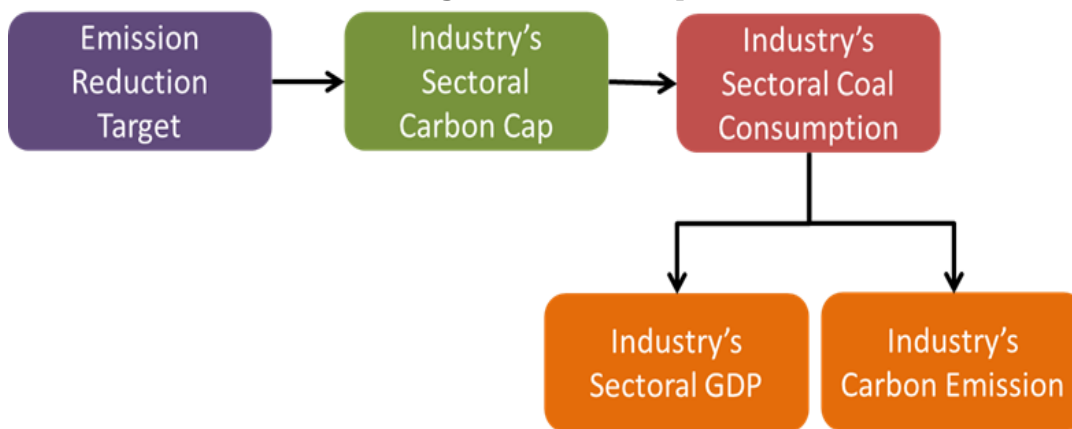 Emission
Reduction
Target
Industry's
Sectoral
Carbon Cap
Industry's
Sectoral Coal
Consumption
Industry's
Sectoral GDP
Industry's
Carbon Emission